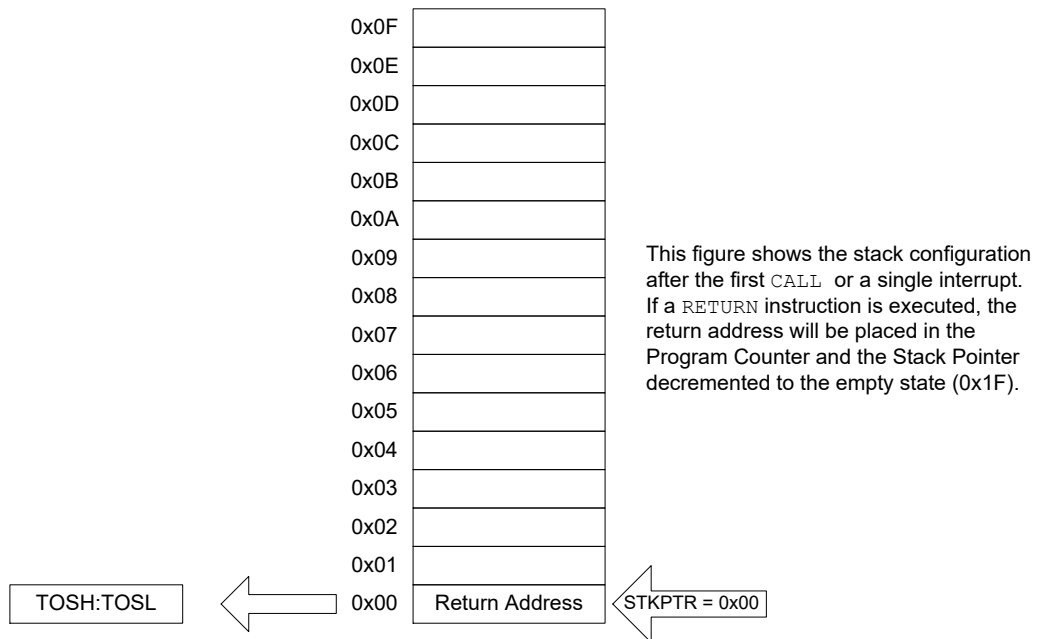 0x0F
0x0E
0x0D
0x0C
0x0B
0x0A
0x09
This figure shows the stack configuration
after the first CALL or a single interrupt.
If a RETURN instruction is executed, the
return address will be placed in the
Program Counter and the Stack Pointer
decremented to the empty state (0x1F).
0x08
0x07
0x06
0x05
0x04
0x03
0x02
0x01
TOSH:TOSL
0x00
Return Address
STKPTR = 0x00